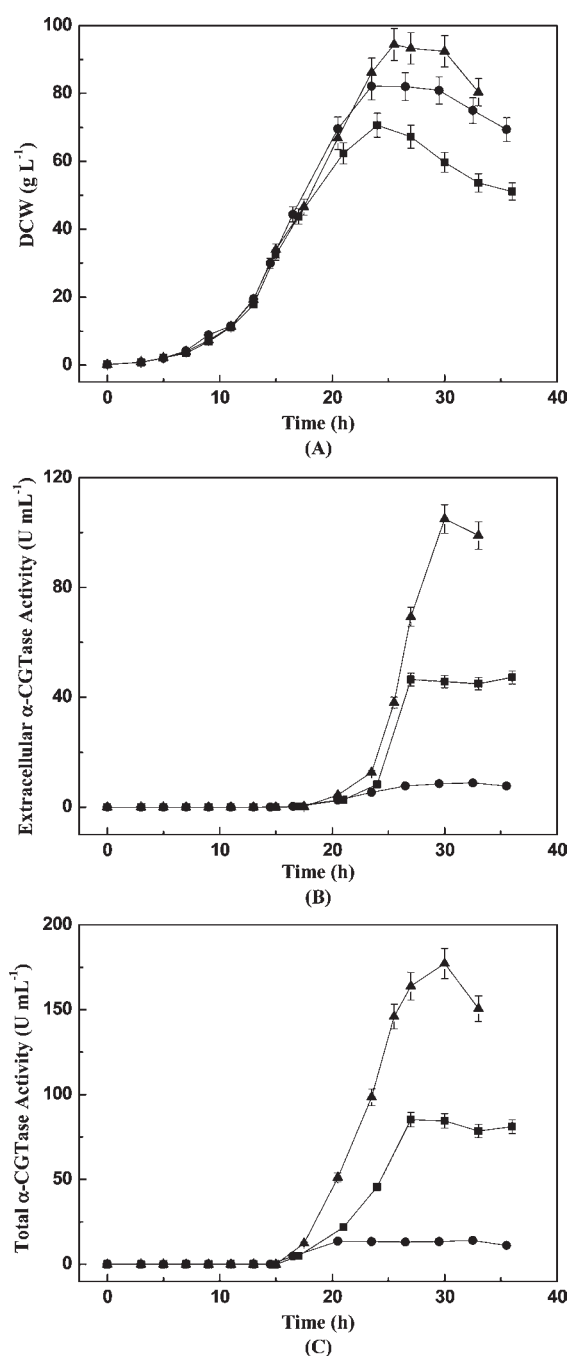 100
80
60
40
20
0
DCW (g L⁻¹)
0 10 20 30 40
Time (h)
(A)
120
80
40
0
Extracellular α-CGTase Activity (U mL⁻¹)
0 10 20 30 40
Time (h)
(B)
200
150
100
50
0
Total α-CGTase Activity (U mL⁻¹)
0 10 20 30 40
Time (h)
(C)